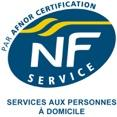 PAR AFNOR CERTIFICATION
NF
SERVICE
SERVICES AUX PERSONNES
À DOMICILE